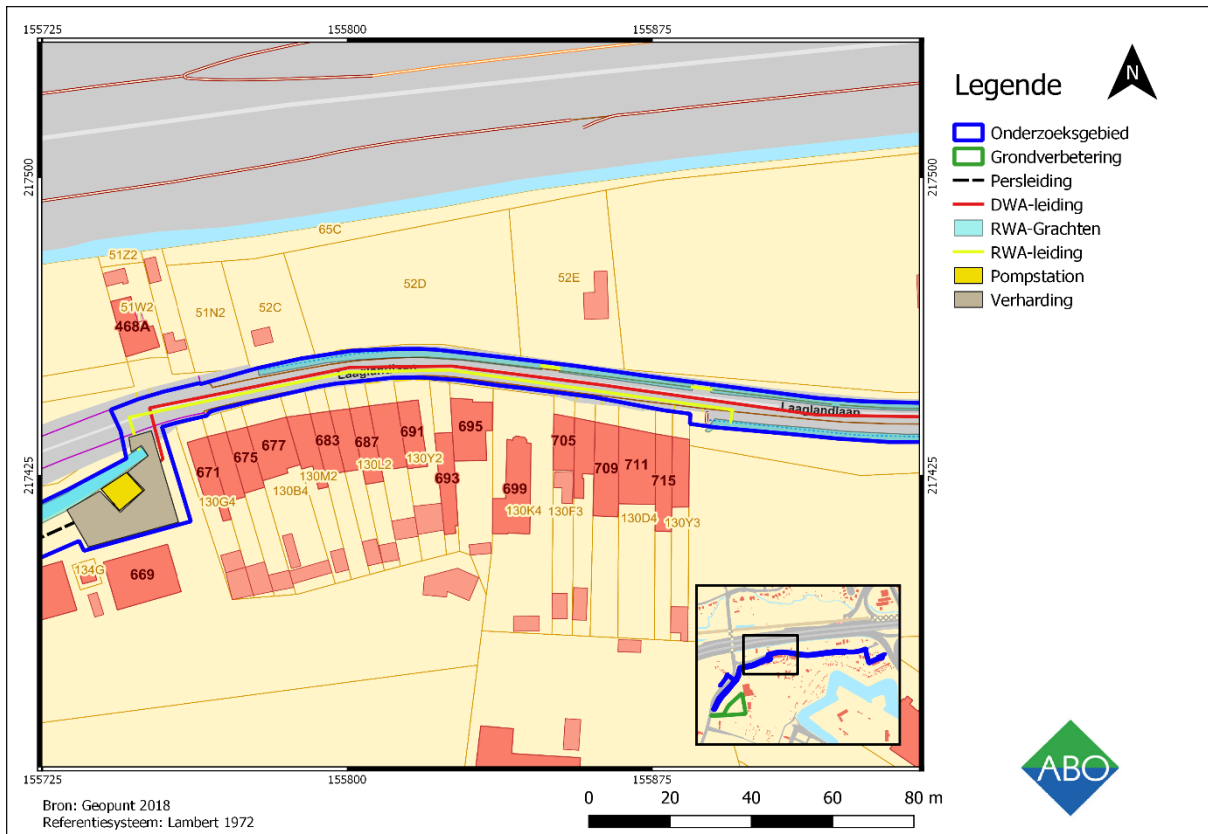 155725
155800
155875
217500
217500
217425
217425
65C
51Z2
51W2
468A
51N2
52C
52D
52E
Laaglandlaan
Laaglandlaan
671
675
677
683
687
691
695
693
699
705
709
711
715
130G4
130B4
130M2
130L2
130Y2
130K4
130F3
130D4
130Y3
134G
669
155725
155800
155875
N
Legende
Onderzoeksgebied
Grondverbetering
Persleiding
DWA-leiding
RWA-Grachten
RWA-leiding
Pompstation
Verharding
ABO
Bron: Geopunt 2018
Referentiesysteem: Lambert 1972
0 20 40 60 80 m